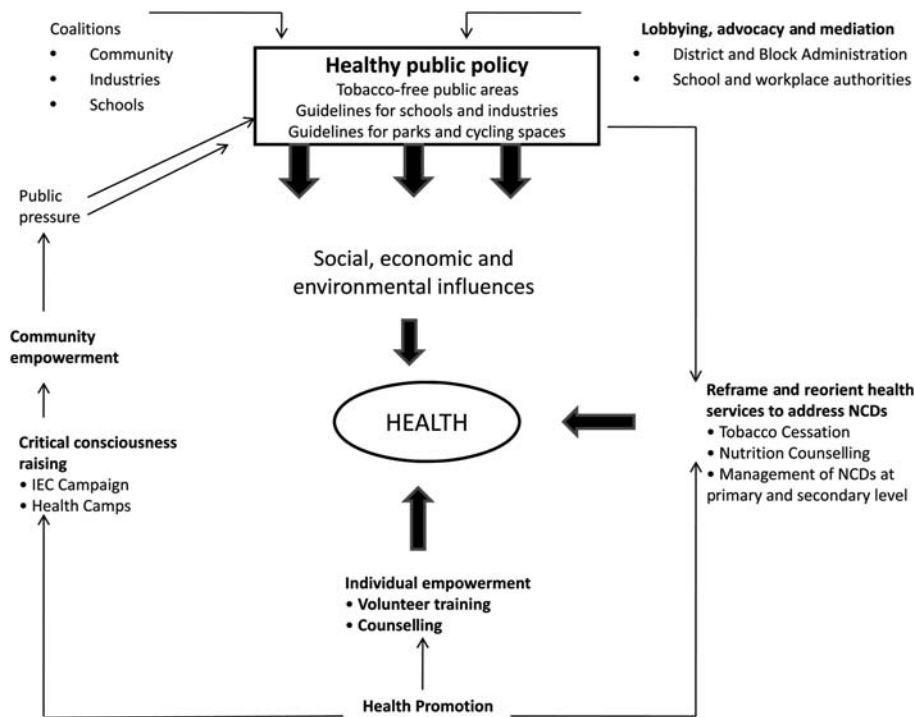 Coalitions
• Community
• Industries
• Schools
Healthy public policy
Tobacco-free public areas
Guidelines for schools and industries
Guidelines for parks and cycling spaces
Lobbying, advocacy and mediation
• District and Block Administration
• School and workplace authorities
Public
pressure
Social, economic and
environmental influences
Community
empowerment
HEALTH
Critical consciousness
raising
• IEC Campaign
• Health Camps
Reframe and reorient health
services to address NCDs
• Tobacco Cessation
• Nutrition Counselling
• Management of NCDs at
primary and secondary level
Individual empowerment
• Volunteer training
• Counselling
Health Promotion